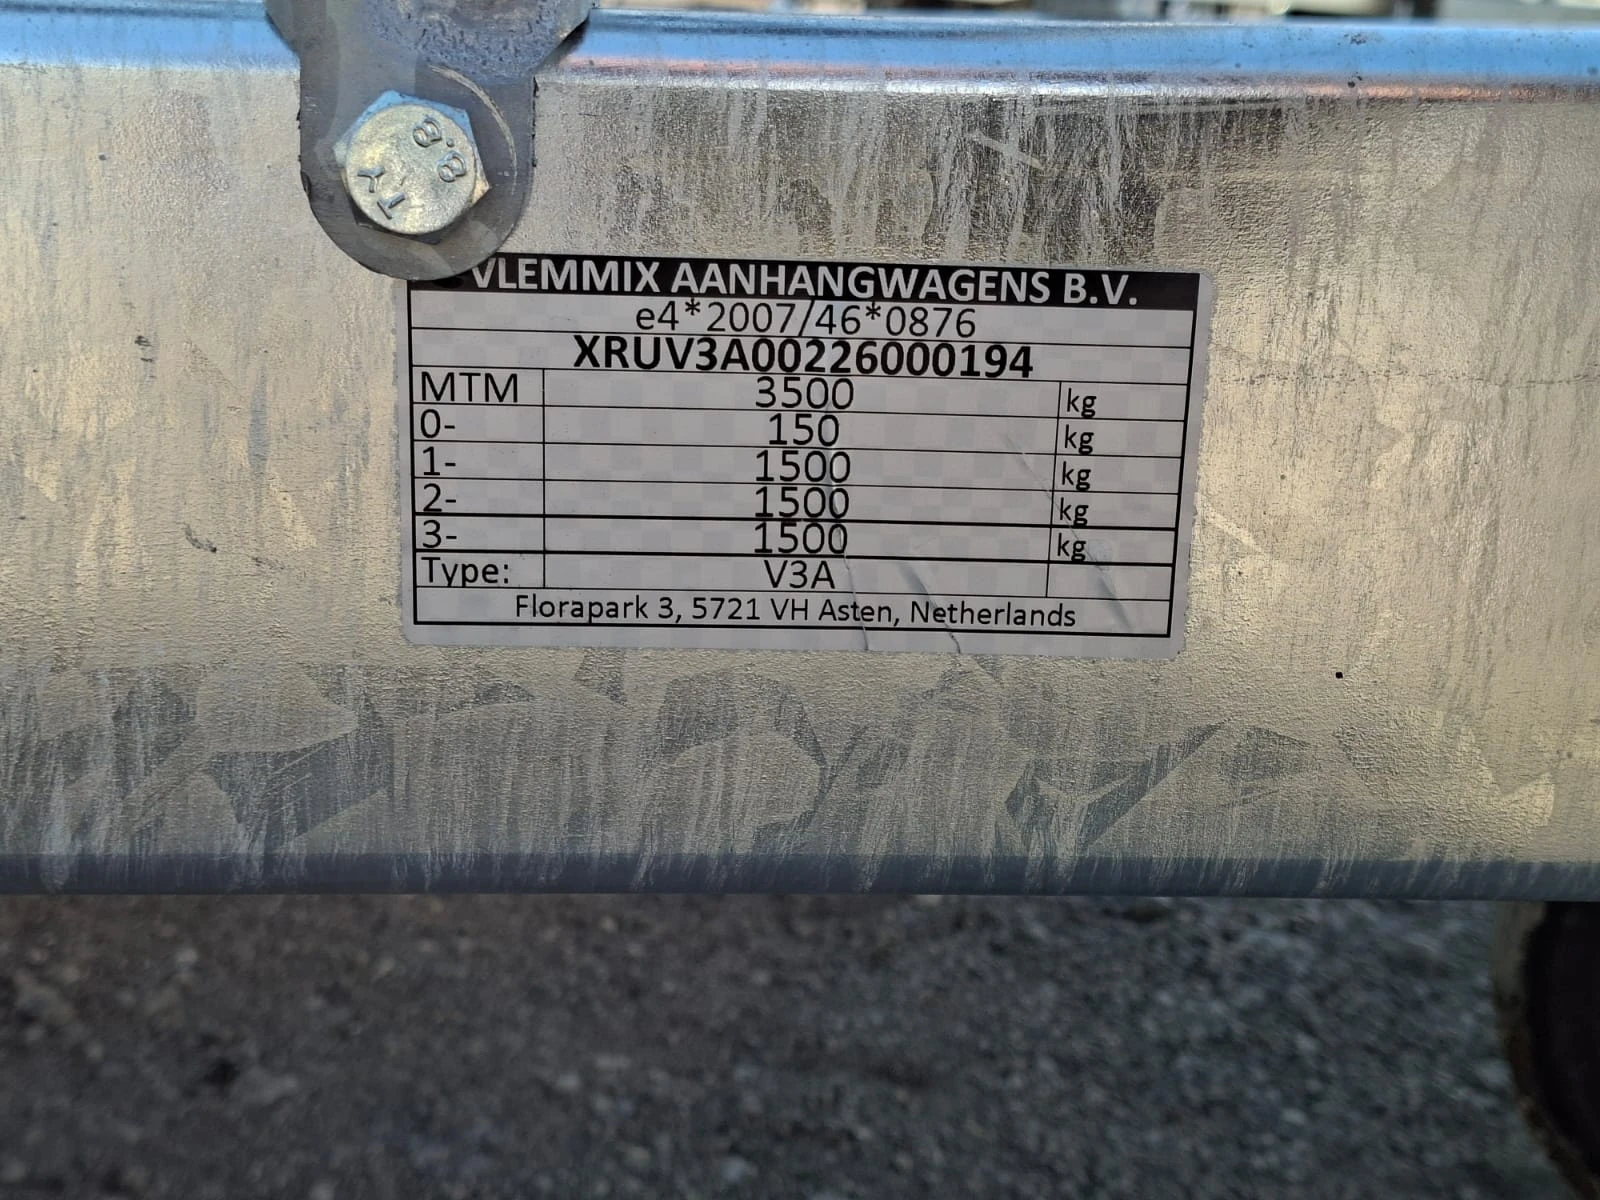 8.8
TY
VLEMMIX AANHANGWAGENS B.V.
e4*2007/46*0876
XRUV3A00226000194
MTM 3500 kg
0- 150 kg
1- 1500 kg
2- 1500 kg
3- 1500 kg
Type: V3A
Florapark 3, 5721 VH Asten, Netherlands